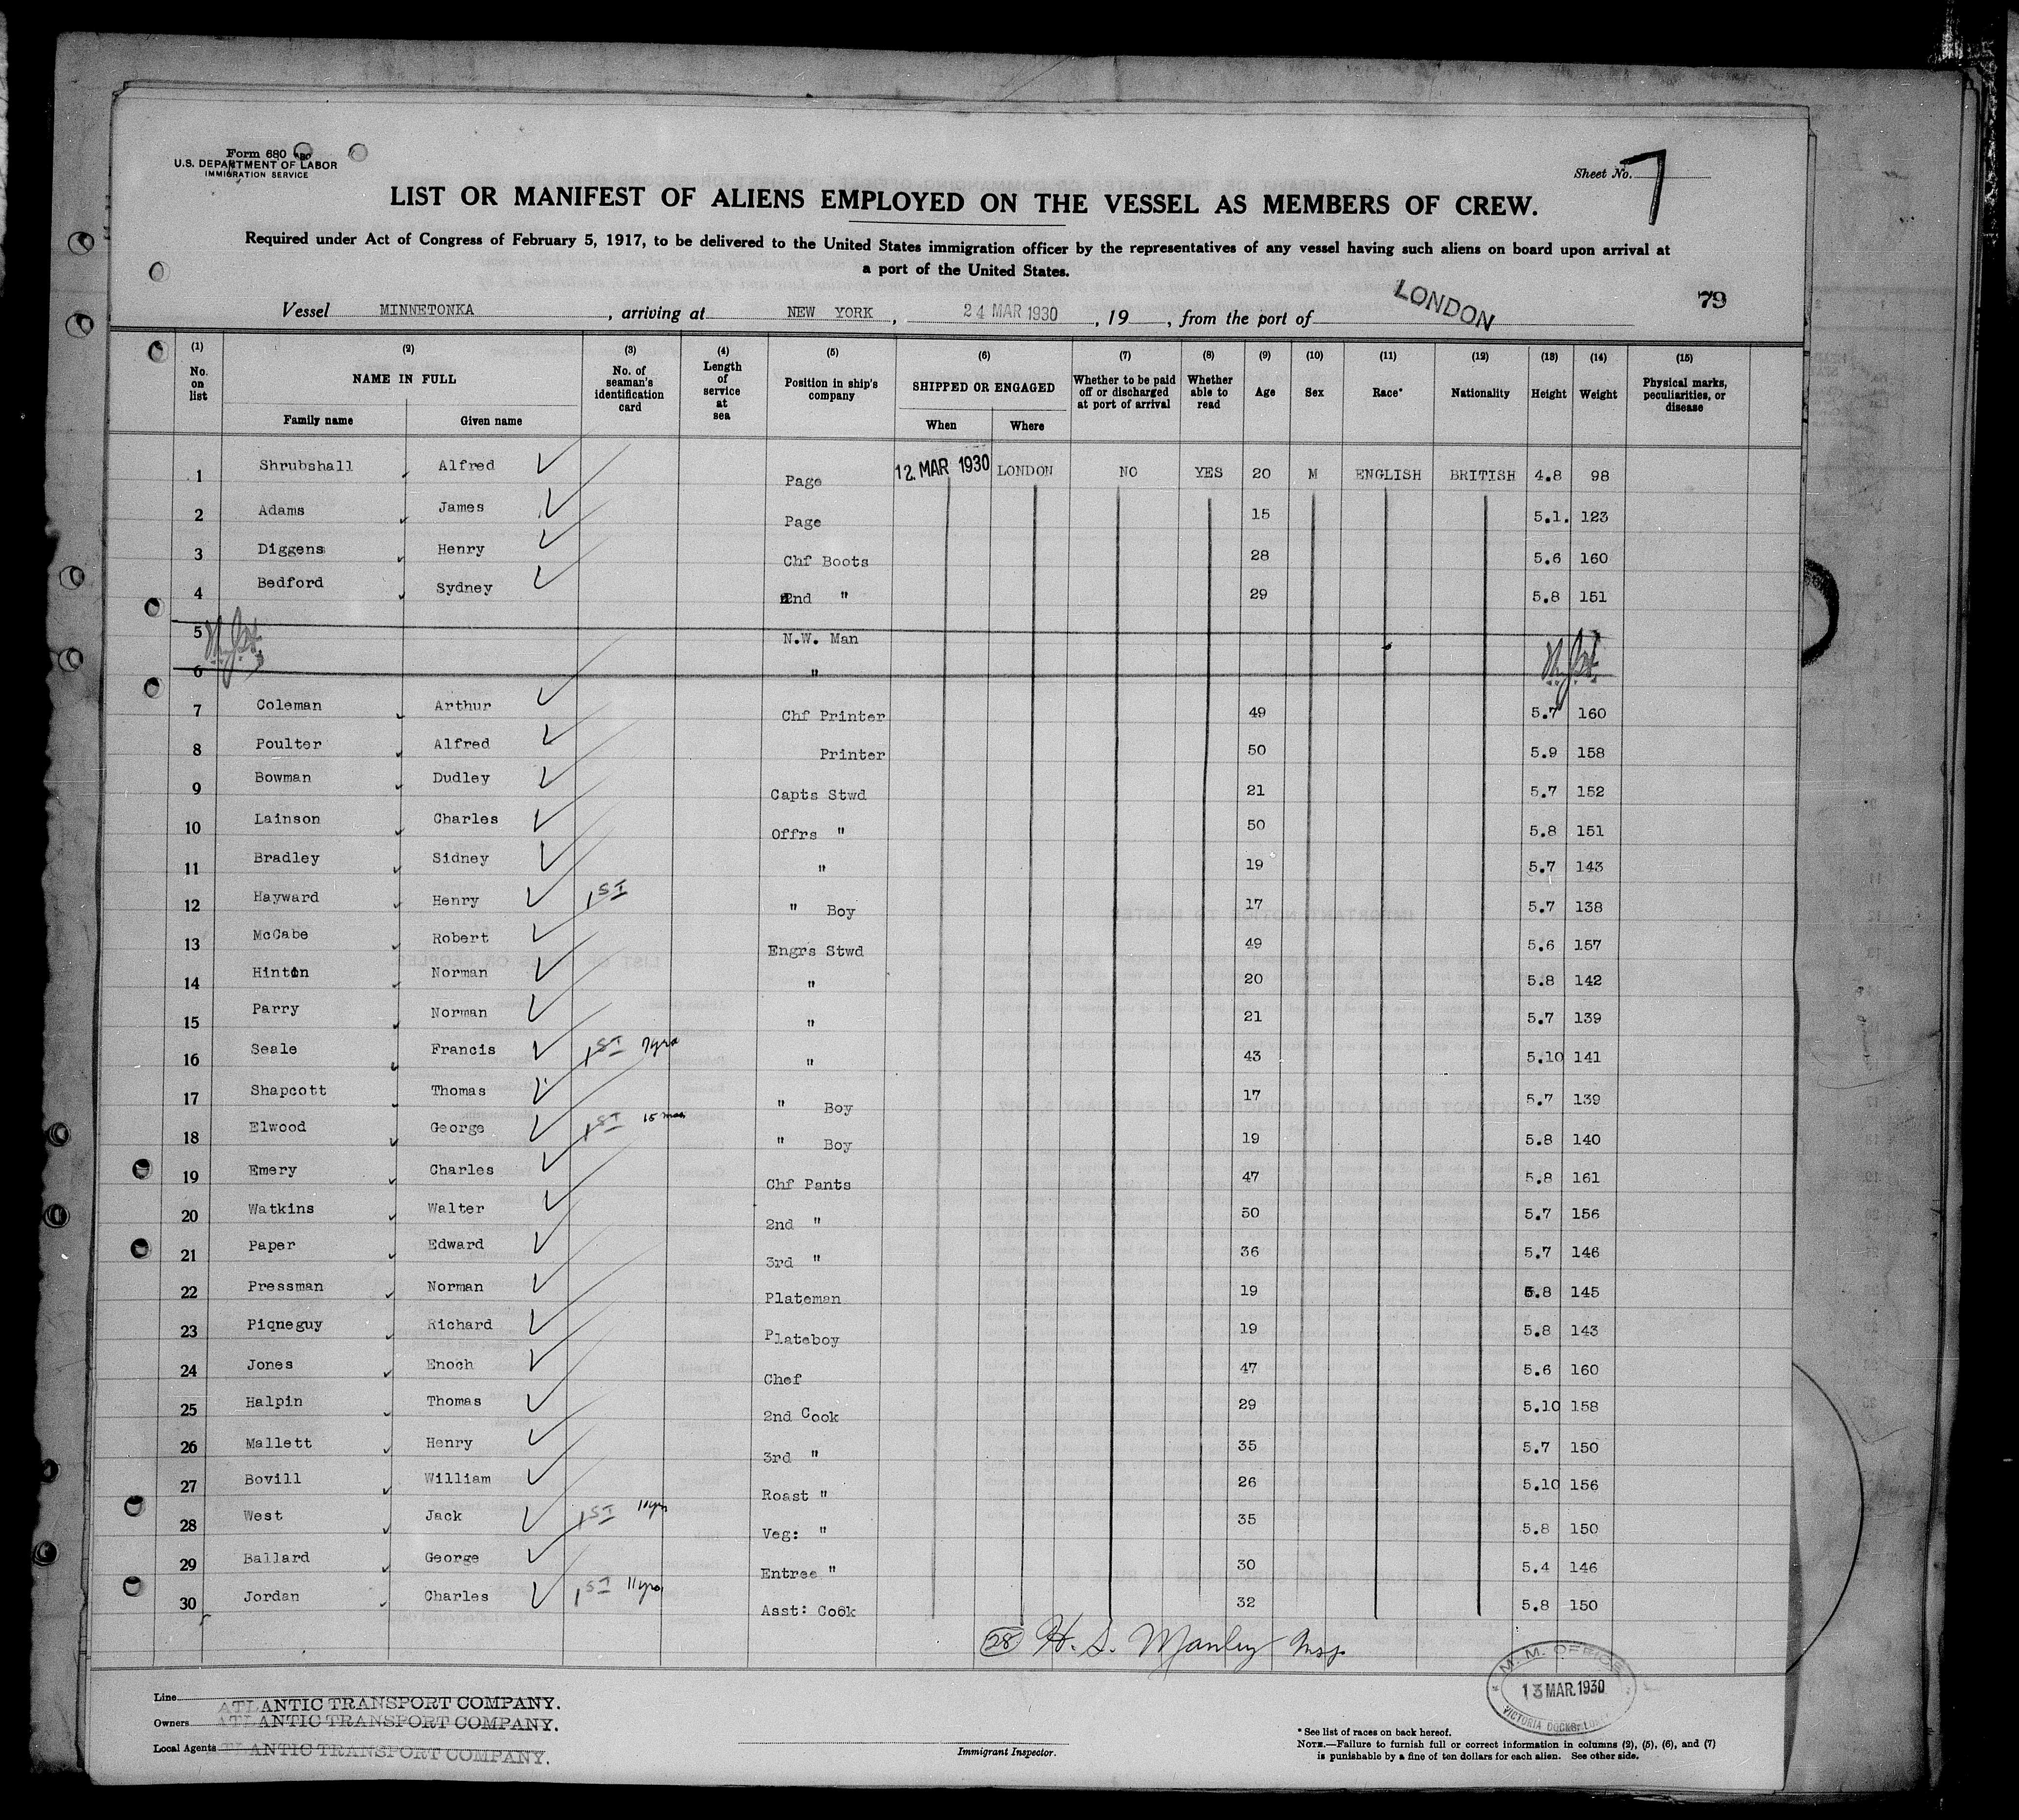 Form 680
U.S. DEPARTMENT OF LABOR
IMMIGRATION SERVICE
Sheet No. 7
LIST OR MANIFEST OF ALIENS EMPLOYED ON THE VESSEL AS MEMBERS OF CREW.
Required under Act of Congress of February 5, 1917, to be delivered to the United States immigration officer by the representatives of any vessel having such aliens on board upon arrival at
a port of the United States.
79
Vessel MINNETONKA, arriving at NEW YORK, 24 MAR 1930, 19 , from the port of LONDON
(1) (2) (3) (4) (5) (6) (7) (8) (9) (10) (11) (12) (13) (14) (15)
No. on list NAME IN FULL Family name Given name No. of seaman's identification card Length of service at sea Position in ship's company SHIPPED OR ENGAGED When Where Whether to be paid off or discharged at port of arrival Whether able to read Age Sex Race* Nationality Height Weight Physical marks, peculiarities, or disease
1 Shrubshall Alfred Page 12. MAR 1930 LONDON NO YES 20 M ENGLISH BRITISH 4.8 98
2 Adams James Page 15 5.1. 123
3 Diggens Henry Chf Boots 28 5.6 160
4 Bedford Sydney 2nd " 29 5.8 151
5 N.W. Man
6 "
7 Coleman Arthur Chf Printer 49 5.7 160
8 Poulter Alfred Printer 50 5.9 158
9 Bowman Dudley Capts Stwd 21 5.7 152
10 Lainson Charles Offrs " 50 5.8 151
11 Bradley Sidney " 19 5.7 143
12 Hayward Henry 1ST " Boy 17 5.7 138
13 McCabe Robert Engrs Stwd 49 5.6 157
14 Hinton Norman " 20 5.8 142
15 Parry Norman " 21 5.7 139
16 Seale Francis 1ST 7yrs " 43 5.10 141
17 Shapcott Thomas " Boy 17 5.7 139
18 Elwood George 1ST 15 mos " Boy 19 5.8 140
19 Emery Charles Chf Pants 47 5.8 161
20 Watkins Walter 2nd " 50 5.7 156
21 Paper Edward 3rd " 36 5.7 146
22 Pressman Norman Plateman 19 5.8 145
23 Piqneguy Richard Plateboy 19 5.8 143
24 Jones Enoch Chef 47 5.6 160
25 Halpin Thomas 2nd Cook 29 5.10 158
26 Mallett Henry 3rd " 35 5.7 150
27 Bovill William Roast " 26 5.10 156
28 West Jack 1ST 11yrs Veg: " 35 5.8 150
29 Ballard George Entree " 30 5.4 146
30 Jordan Charles 1ST 11yrs Asst: Cook 32 5.8 150
28 H. S. Manley Insp.
M. M. OFFICE
13 MAR. 1930
VICTORIA DOCKS,
Line ATLANTIC TRANSPORT COMPANY.
Owners ATLANTIC TRANSPORT COMPANY.
Local Agents ATLANTIC TRANSPORT COMPANY.
Immigrant Inspector.
* See list of races on back hereof.
NOTE.—Failure to furnish full or correct information in columns (2), (5), (6), and (7)
is punishable by a fine of ten dollars for each alien. See other side.